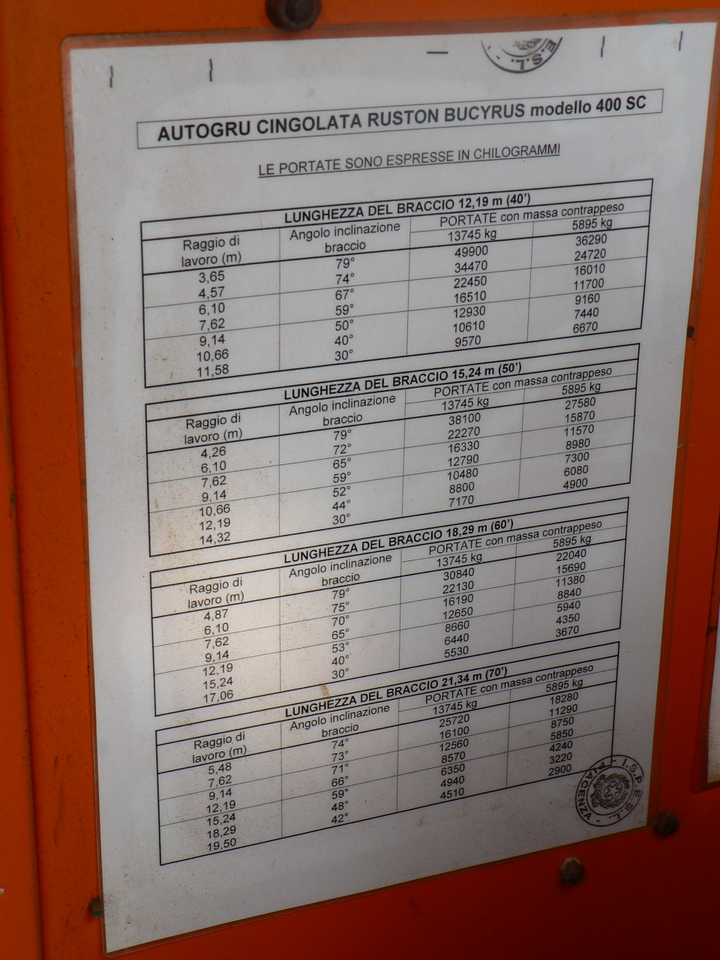 E.S.L.
AUTOGRU CINGOLATA RUSTON BUCYRUS modello 400 SC
LE PORTATE SONO ESPRESSE IN CHILOGRAMMI
LUNGHEZZA DEL BRACCIO 12,19 m (40')
Raggio di lavoro (m) Angolo inclinazione braccio PORTATE con massa contrappeso
13745 kg 5895 kg
3,65 79° 49900 36290
4,57 74° 34470 24720
6,10 67° 22450 16010
7,62 59° 16510 11700
9,14 50° 12930 9160
10,66 40° 10610 7440
11,58 30° 9570 6670
LUNGHEZZA DEL BRACCIO 15,24 m (50')
Raggio di lavoro (m) Angolo inclinazione braccio PORTATE con massa contrappeso
13745 kg 5895 kg
4,26 79° 38100 27580
6,10 72° 22270 15870
7,62 65° 16330 11570
9,14 59° 12790 8980
10,66 52° 10480 7300
12,19 44° 8800 6080
14,32 30° 7170 4900
LUNGHEZZA DEL BRACCIO 18,29 m (60')
Raggio di lavoro (m) Angolo inclinazione braccio PORTATE con massa contrappeso
13745 kg 5895 kg
4,87 79° 30840 22040
6,10 75° 22130 15690
7,62 70° 16190 11380
9,14 65° 12650 8840
12,19 53° 8660 5940
15,24 40° 6440 4350
17,06 30° 5530 3670
LUNGHEZZA DEL BRACCIO 21,34 m (70')
Raggio di lavoro (m) Angolo inclinazione braccio PORTATE con massa contrappeso
13745 kg 5895 kg
5,48 74° 25720 18280
7,62 73° 16100 11290
9,14 71° 12560 8750
12,19 66° 8570 5850
15,24 59° 6350 4240
18,29 48° 4940 3220
19,50 42° 4510 2900
I.S.P.E.S.L. - PIACENZA